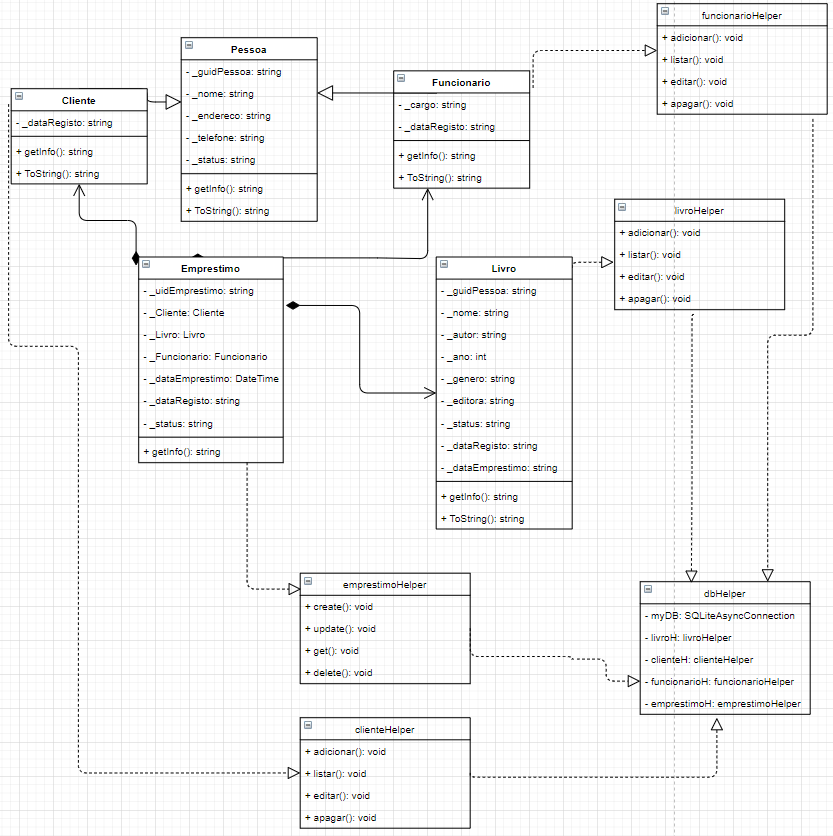 funcionarioHelper
+ adicionar(): void
+ listar(): void
+ editar(): void
+ apagar(): void
Pessoa
- _guidPessoa: string
- _nome: string
- _endereco: string
- _telefone: string
- _status: string
+ getInfo(): string
+ ToString(): string
Funcionario
- _cargo: string
- _dataRegisto: string
+ getInfo(): string
+ ToString(): string
Cliente
- _dataRegisto: string
+ getInfo(): string
+ ToString(): string
livroHelper
+ adicionar(): void
+ listar(): void
+ editar(): void
+ apagar(): void
Emprestimo
- _uidEmprestimo: string
- _Cliente: Cliente
- _Livro: Livro
- _Funcionario: Funcionario
- _dataEmprestimo: DateTime
- _dataRegisto: string
- _status: string
+ getInfo(): string
Livro
- _guidPessoa: string
- _nome: string
- _autor: string
- _ano: int
- _genero: string
- _editora: string
- _status: string
- _dataRegisto: string
- _dataEmprestimo: string
+ getInfo(): string
+ ToString(): string
emprestimoHelper
+ create(): void
+ update(): void
+ get(): void
+ delete(): void
dbHelper
- myDB: SQLiteAsyncConnection
- livroH: livroHelper
- clienteH: clienteHelper
- funcionarioH: funcionarioHelper
- emprestimoH: emprestimoHelper
clienteHelper
+ adicionar(): void
+ listar(): void
+ editar(): void
+ apagar(): void